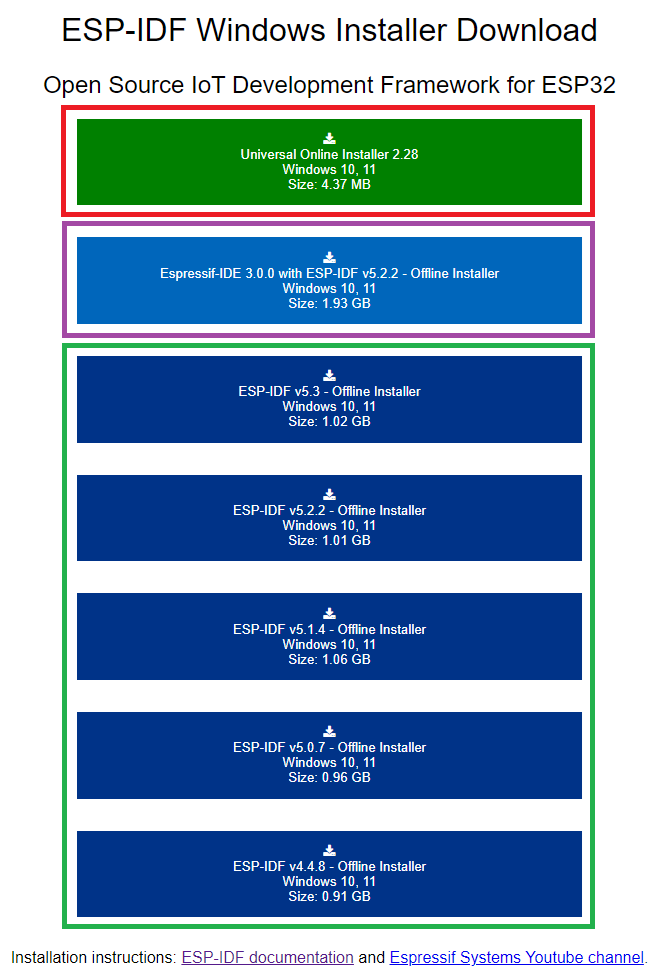 ESP-IDF Windows Installer Download
Open Source IoT Development Framework for ESP32
Universal Online Installer 2.28
Windows 10, 11
Size: 4.37 MB
Espressif-IDE 3.0.0 with ESP-IDF v5.2.2 - Offline Installer
Windows 10, 11
Size: 1.93 GB
ESP-IDF v5.3 - Offline Installer
Windows 10, 11
Size: 1.02 GB
ESP-IDF v5.2.2 - Offline Installer
Windows 10, 11
Size: 1.01 GB
ESP-IDF v5.1.4 - Offline Installer
Windows 10, 11
Size: 1.06 GB
ESP-IDF v5.0.7 - Offline Installer
Windows 10, 11
Size: 0.96 GB
ESP-IDF v4.4.8 - Offline Installer
Windows 10, 11
Size: 0.91 GB
Installation instructions: ESP-IDF documentation and Espressif Systems Youtube channel.